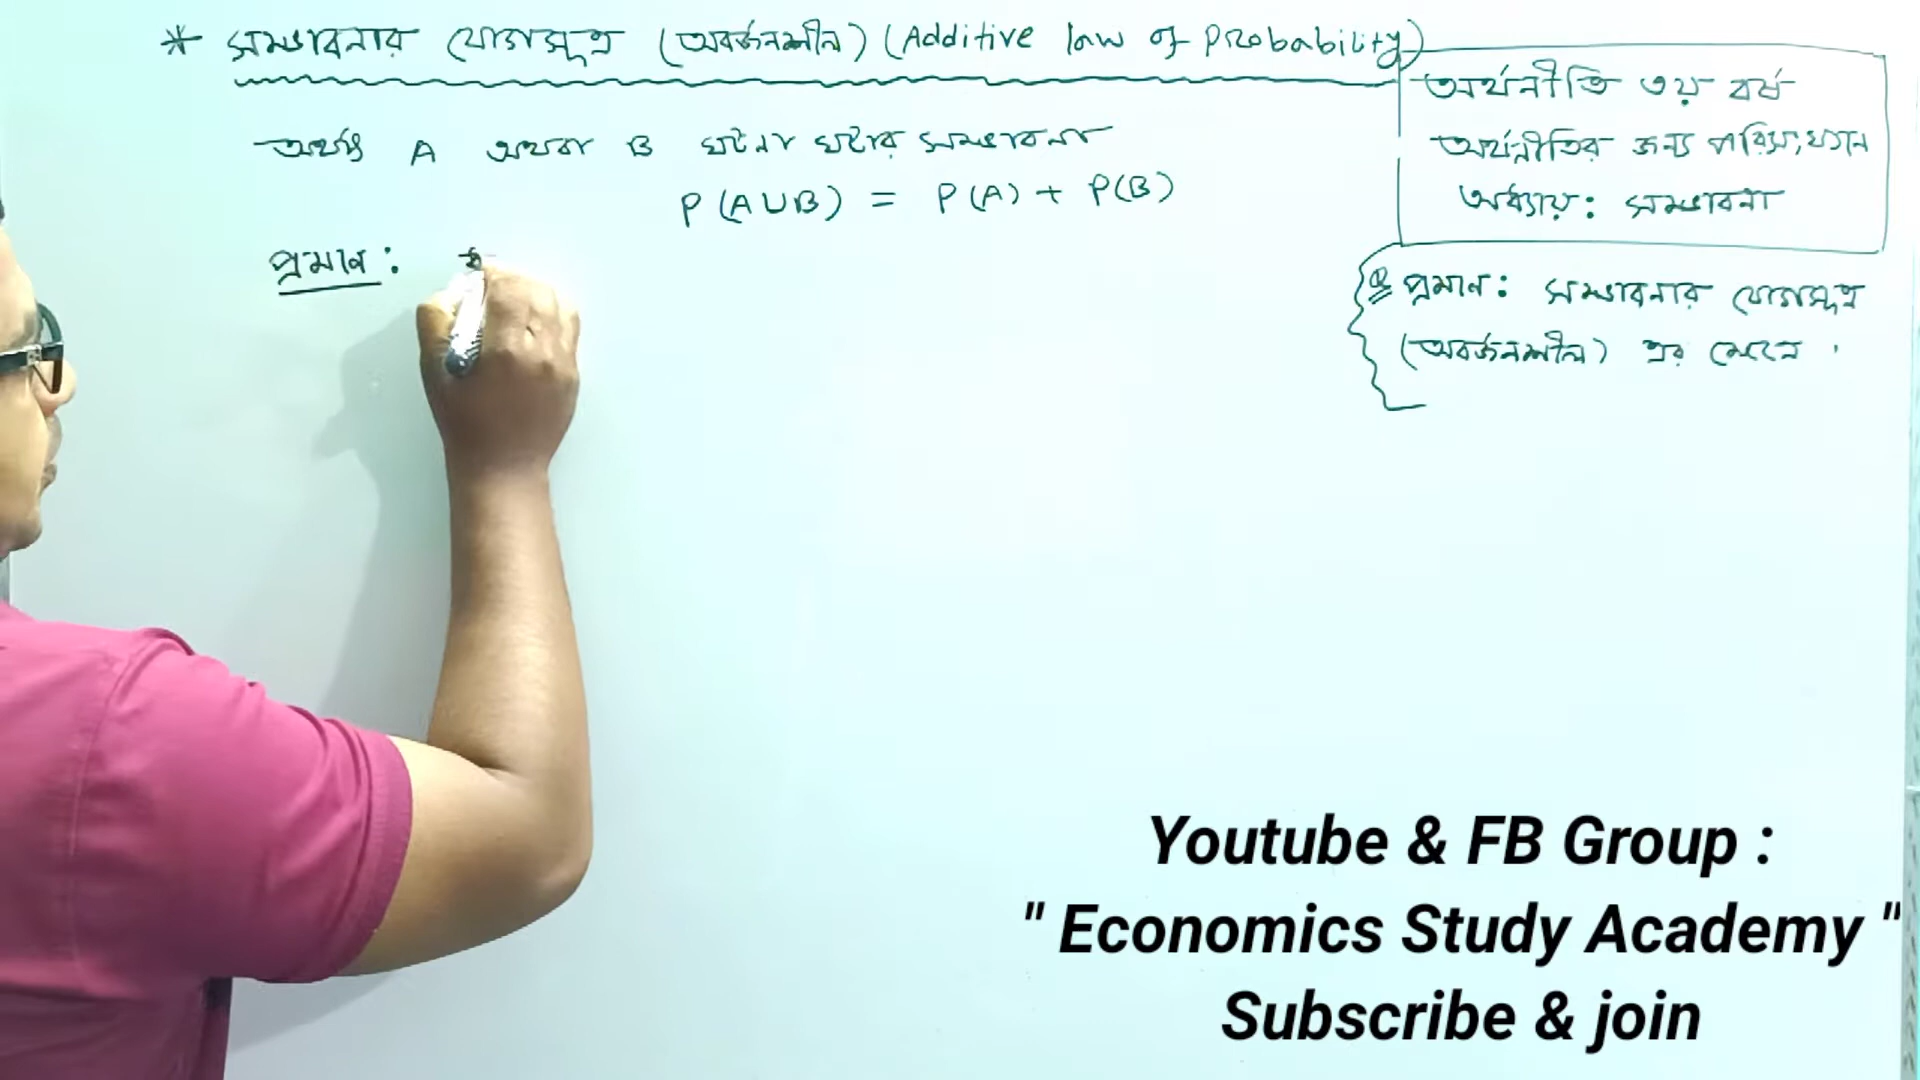 * সম্ভাবনার যোগসূত্র (অবর্জনশীল) (Additive law of Probability)
অর্থাৎ A অথবা B ঘটনা ঘটার সম্ভাবনা
P (A∪B) = P(A) + P(B)
প্রমান :
অর্থনীতি ৩য় বর্ষ
অর্থনীতির জন্য পরিসংখ্যান
অধ্যায় : সম্ভাবনা
প্রমান : সম্ভাবনার যোগসূত্র
(অবর্জনশীল) এর ক্ষেত্রে ।
Youtube & FB Group :
" Economics Study Academy "
Subscribe & join